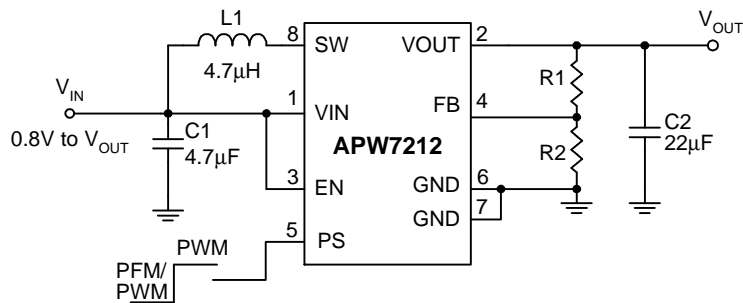 L1
4.7μH
8
SW
VOUT
2
VOUT
R1
VIN
1
VIN
FB
4
0.8V to VOUT
C1
4.7μF
APW7212
R2
C2
22μF
3
EN
GND
6
GND
7
5
PS
PWM
PFM/
PWM